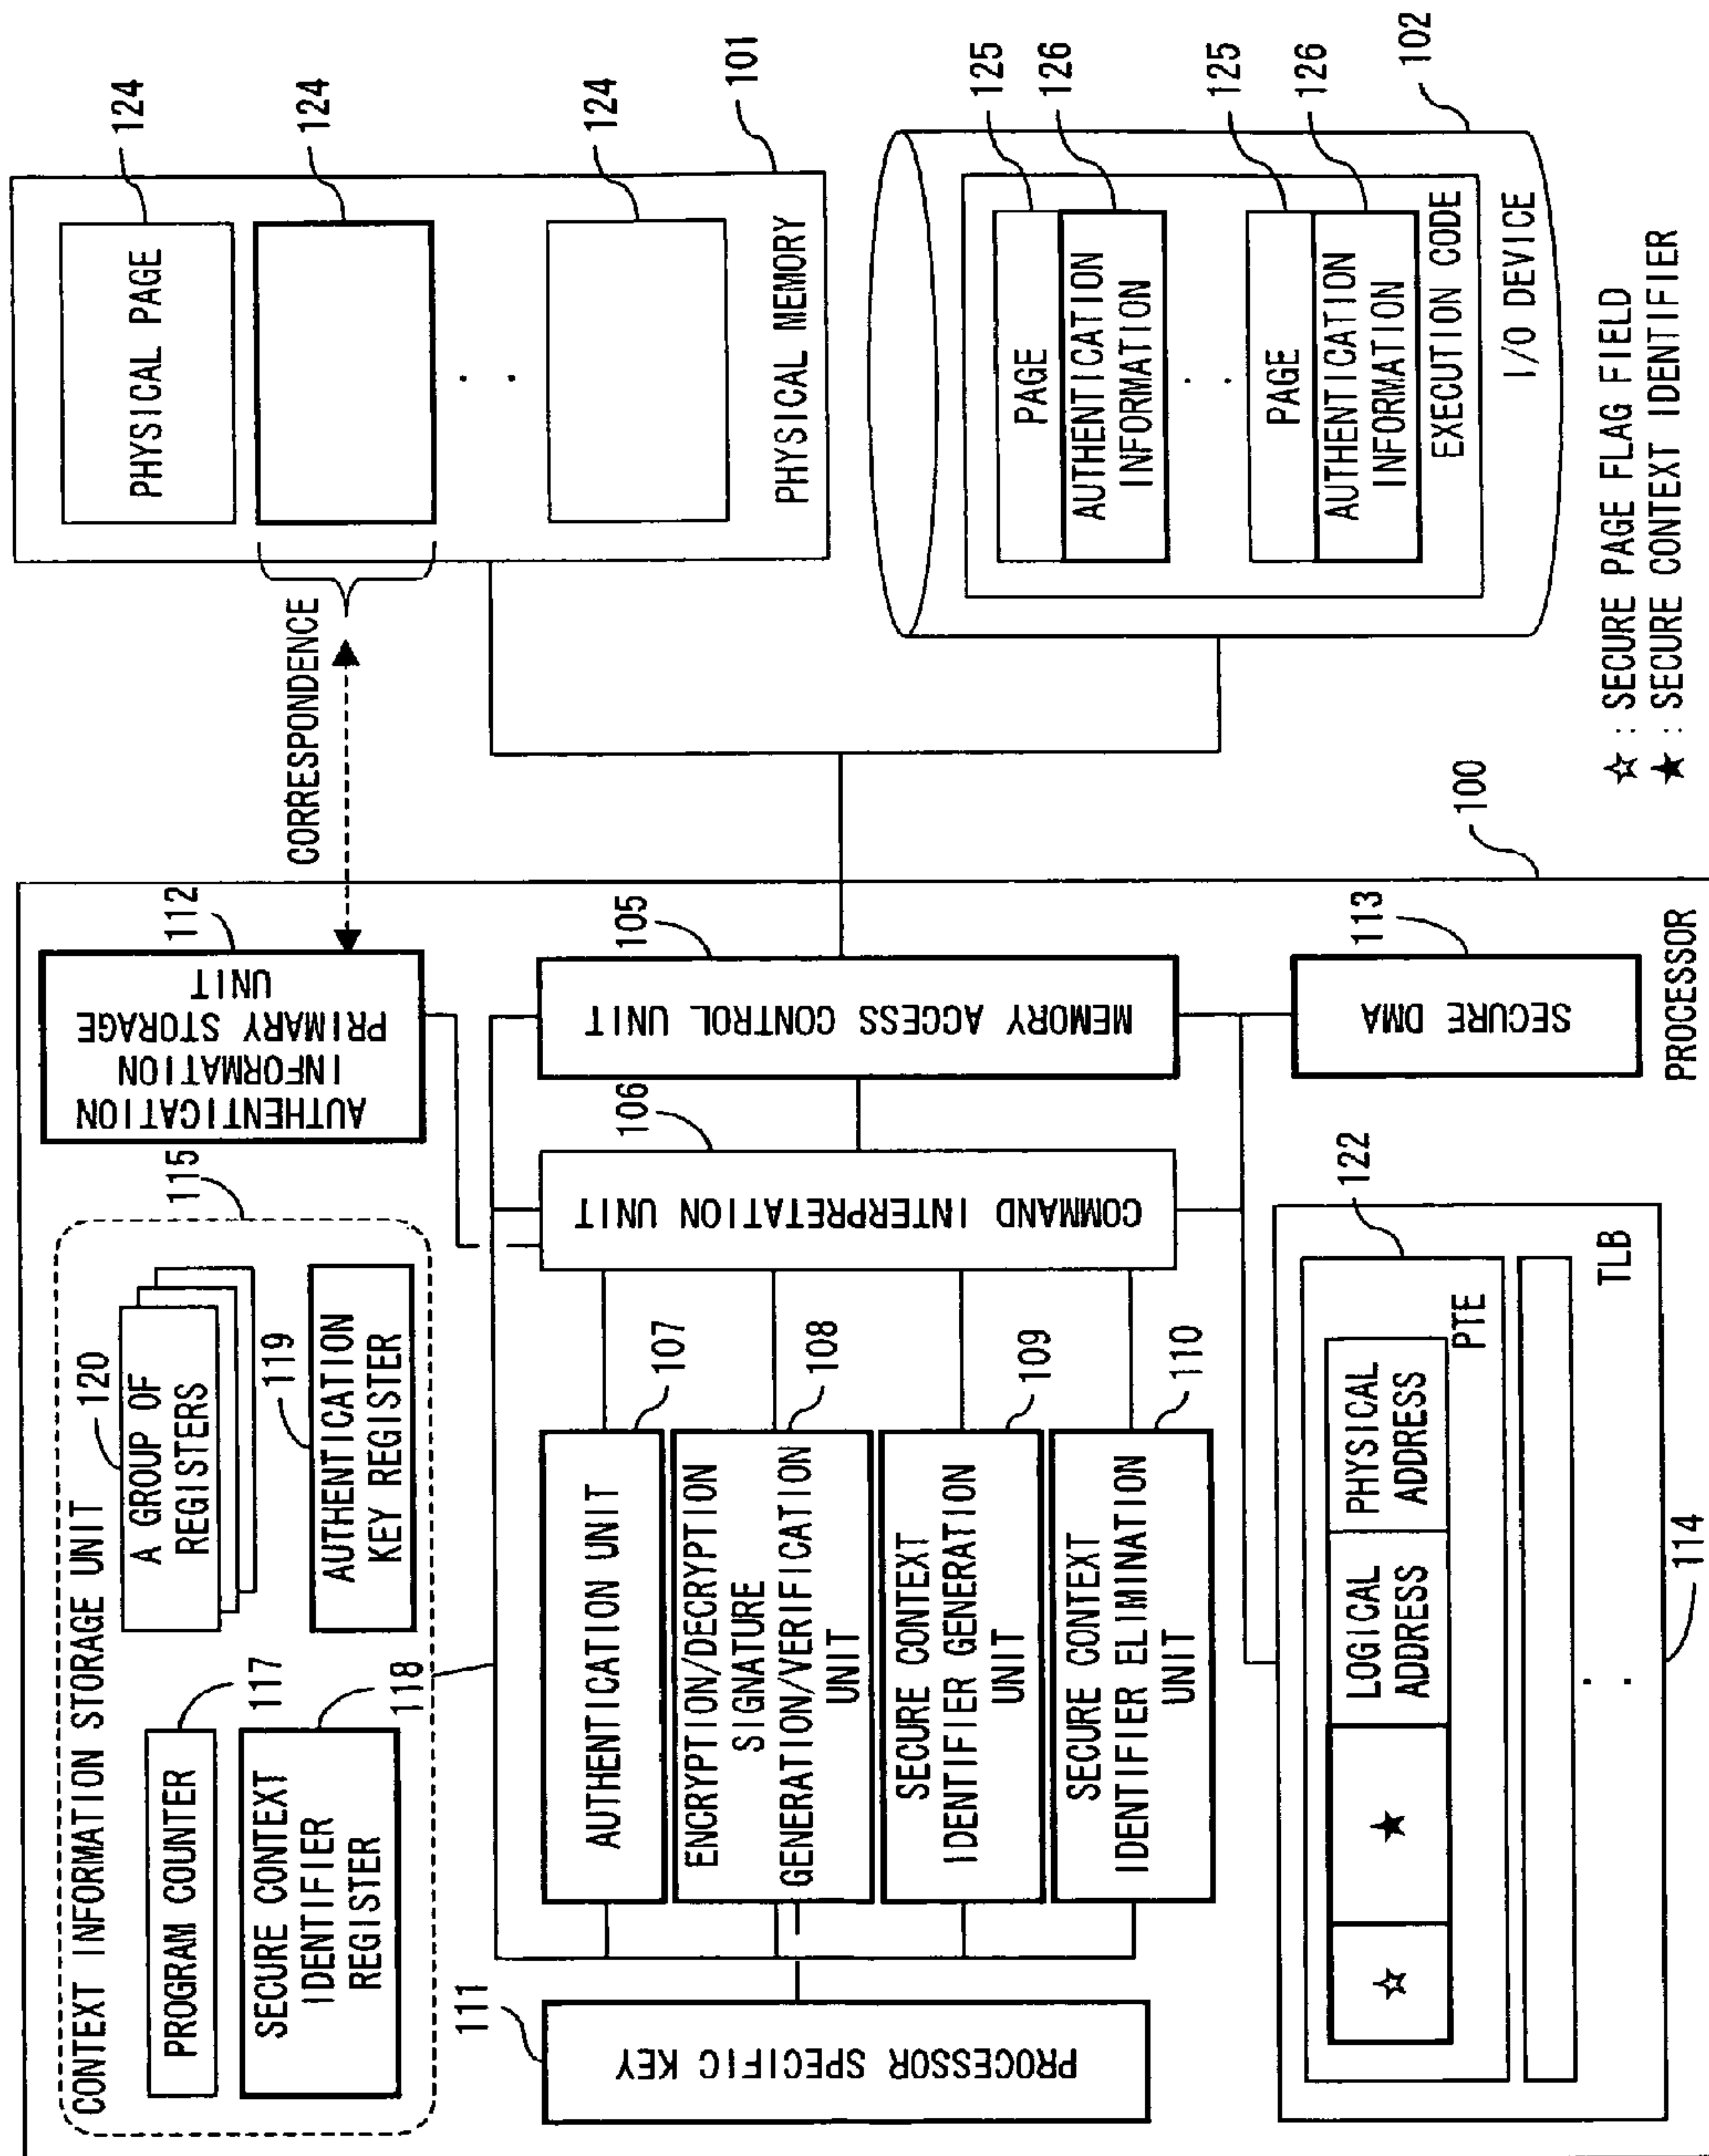 CONTEXT INFORMATION STORAGE UNIT
115
PROGRAM COUNTER
117
SECURE CONTEXT
IDENTIFIER
REGISTER
118
120
A GROUP OF
REGISTERS
119
AUTHENTICATION
KEY REGISTER
112
AUTHENTICATION
INFORMATION
PRIMARY STORAGE
UNIT
CORRESPONDENCE
PHYSICAL PAGE
124
124
124
PHYSICAL MEMORY
101
111
PROCESSOR SPECIFIC KEY
AUTHENTICATION UNIT
107
ENCRYPTION/DECRYPTION
SIGNATURE
GENERATION/VERIFICATION
UNIT
108
SECURE CONTEXT
IDENTIFIER GENERATION
UNIT
109
SECURE CONTEXT
IDENTIFIER ELIMINATION
UNIT
110
106
COMMAND INTERPRETATION UNIT
105
MEMORY ACCESS CONTROL UNIT
PAGE
125
AUTHENTICATION
INFORMATION
126
PAGE
125
AUTHENTICATION
INFORMATION
126
EXECUTION CODE
I/O DEVICE
102
☆
★
LOGICAL
ADDRESS
PHYSICAL
ADDRESS
PTE
122
TLB
114
113
SECURE DMA
PROCESSOR
100
☆ : SECURE PAGE FLAG FIELD
★ : SECURE CONTEXT IDENTIFIER